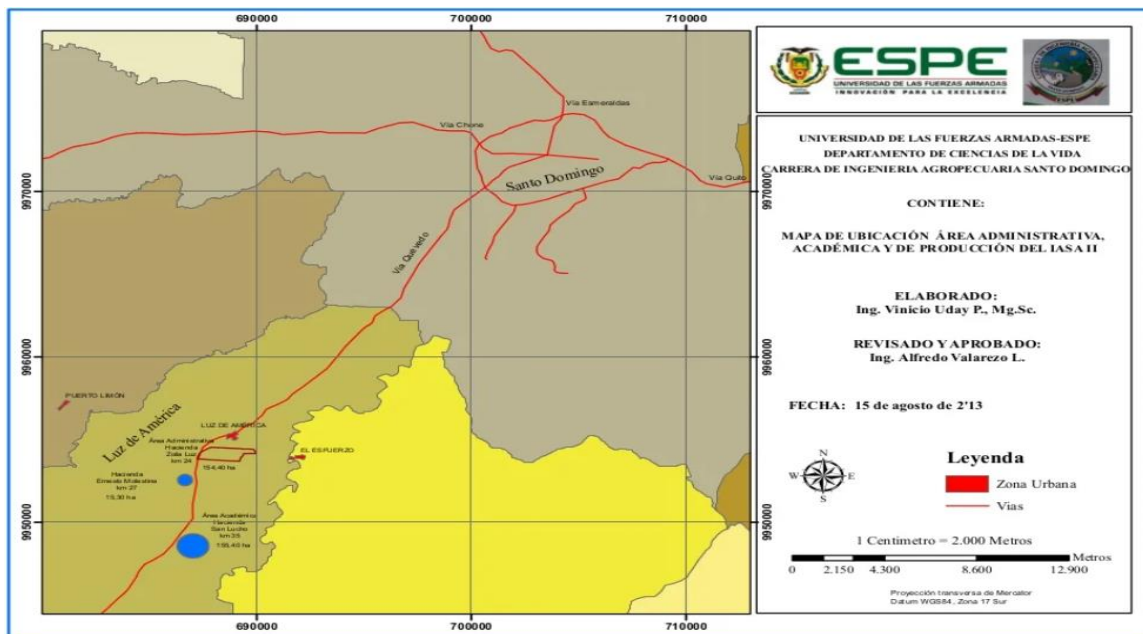 690000
700000
710000
Vía Esmeraldas
Vía Chone
Santo Domingo
Vía Quito
9970000
9970000
Vía Quevedo
9960000
9960000
PUERTO LIMÓN
Luz de América
LUZ DE AMÉRICA
Área Administrativa
Hacienda
Zoila Luz
km 24
154,40 ha
EL ESFUERZO
Hacienda
km 27
15,30 ha
Área Académica
Hacienda
San Lucho
km 35
9950000
9950000
690000
700000
710000
ESPE
UNIVERSIDAD DE LAS FUERZAS ARMADAS
INNOVACIÓN PARA LA EXCELENCIA
UNIVERSIDAD DE LAS FUERZAS ARMADAS-ESPE
DEPARTAMENTO DE CIENCIAS DE LA VIDA
CARRERA DE INGENIERIA AGROPECUARIA SANTO DOMINGO
CONTIENE:
MAPA DE UBICACIÓN ÁREA ADMINISTRATIVA,
ACADÉMICA Y DE PRODUCCIÓN DEL IASA II
ELABORADO:
Ing. Vinicio Uday P., Mg.Sc.
REVISADO Y APROBADO:
Ing. Alfredo Valarezo L.
FECHA: 15 de agosto de 2'13
N
W
E
S
Leyenda
Zona Urbana
Vias
1 Centímetro = 2.000 Metros
Metros
0 2.150 4.300 8.600 12.900
Proyección transversa de Mercator
Datum WGS84, Zona 17 Sur